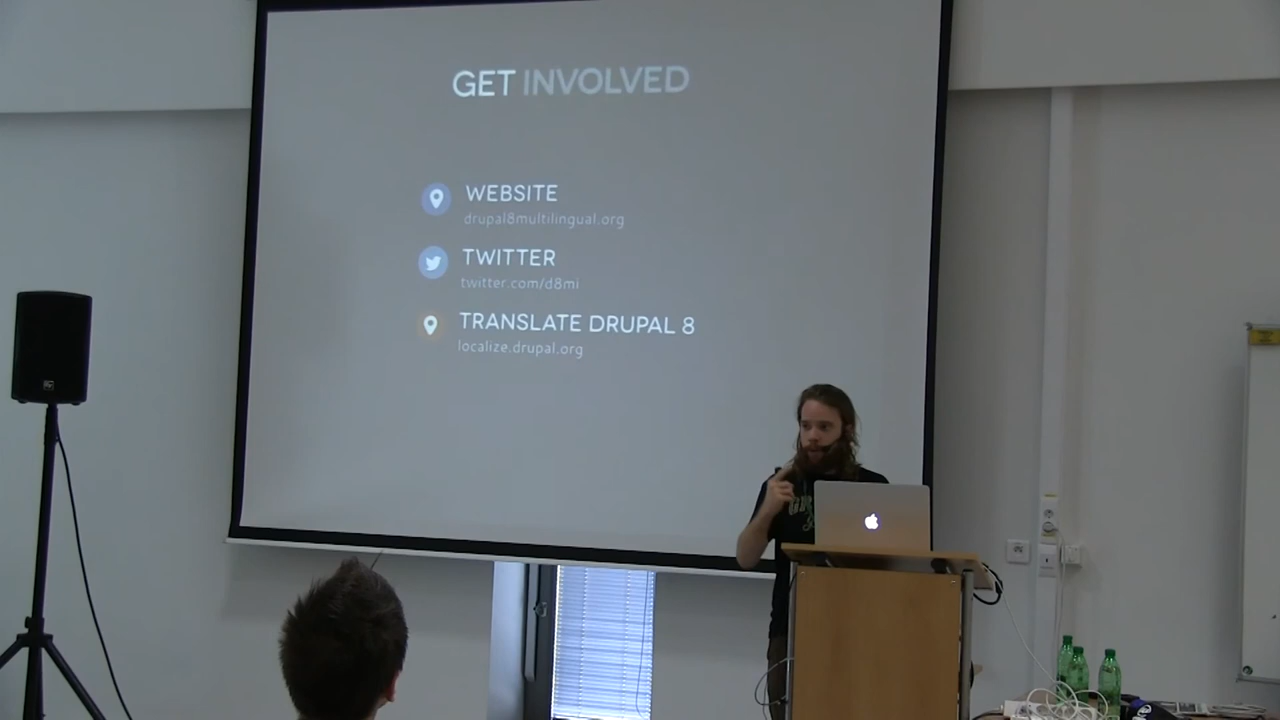 GET INVOLVED
WEBSITE
drupal8multilingual.org
TWITTER
twitter.com/d8mi
TRANSLATE DRUPAL 8
localize.drupal.org